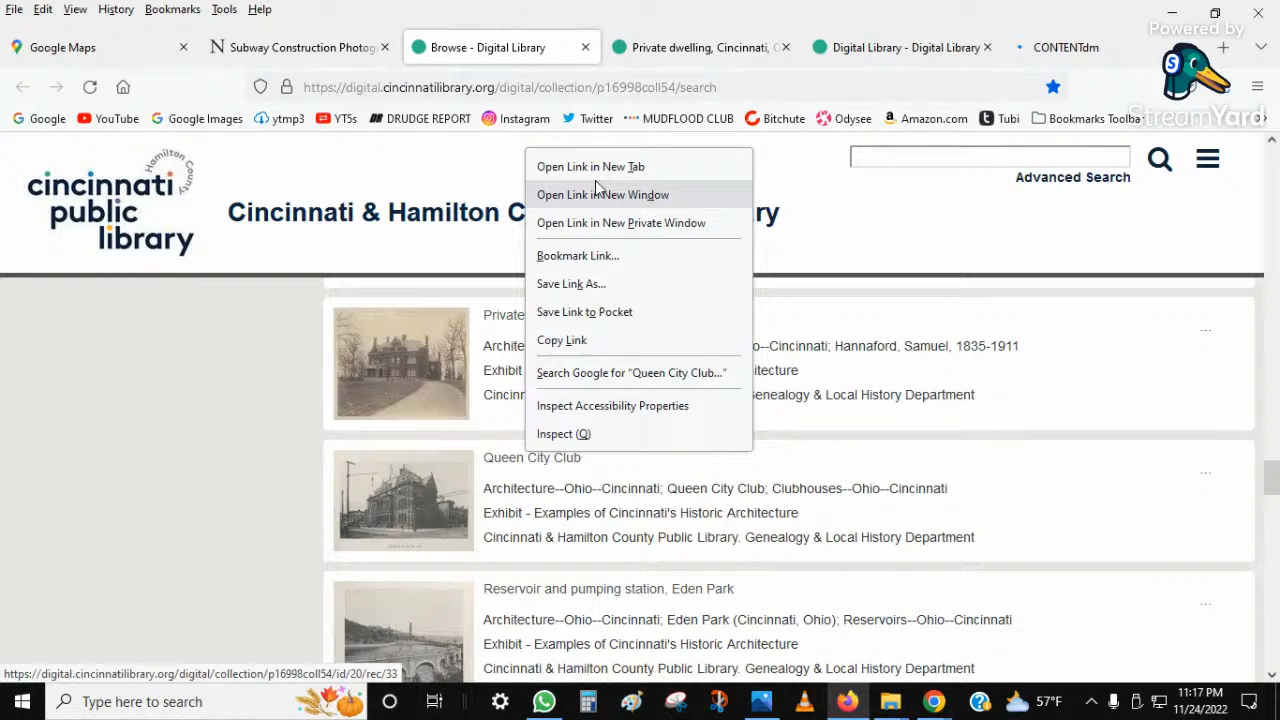 File Edit View History Bookmarks Tools Help
Powered by
Google Maps
Subway Construction Photog
Browse - Digital Library
Private dwelling, Cincinnati, O
Digital Library - Digital Library
CONTENTdm
https://digital.cincinnatilibrary.org/digital/collection/p16998coll54/search
StreamYard
Google YouTube YT5s Google Images ytmp3 DRUDGE REPORT Instagram Twitter MUDFLOOD CLUB Bitchute Odysee Amazon.com Tubi Bookmarks Toolba
Hamilton County
cincinnati
public
library
Cincinnati & Hamilton C
ry
Advanced Search
Open Link in New Tab
Open Link in New Window
Open Link in New Private Window
Bookmark Link...
Save Link As...
Save Link to Pocket
Copy Link
Search Google for “Queen City Club...”
Inspect Accessibility Properties
Inspect (Q)
Private
Archite
o--Cincinnati; Hannaford, Samuel, 1835-1911
Exhibit
chitecture
Cincinn
Genealogy & Local History Department
...
Queen City Club
Architecture--Ohio--Cincinnati; Queen City Club; Clubhouses--Ohio--Cincinnati
Exhibit - Examples of Cincinnati's Historic Architecture
Cincinnati & Hamilton County Public Library. Genealogy & Local History Department
...
Reservoir and pumping station, Eden Park
Architecture--Ohio--Cincinnati; Eden Park (Cincinnati, Ohio); Reservoirs--Ohio--Cincinnati
Exhibit - Examples of Cincinnati's Historic Architecture
Cincinnati & Hamilton County Public Library. Genealogy & Local History Department
...
https://digital.cincinnatilibrary.org/digital/collection/p16998coll54/id/20/rec/33
Type here to search
57°F
11:17 PM
11/24/2022